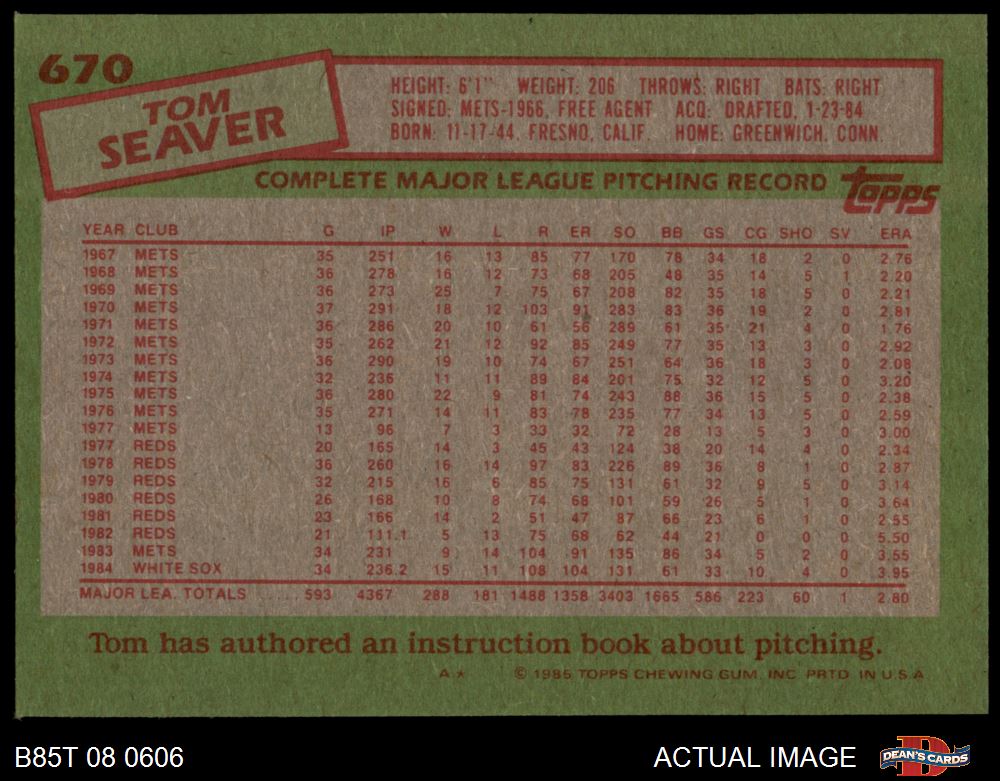 670
TOM
SEAVER
HEIGHT: 6'1" WEIGHT: 206 THROWS: RIGHT BATS: RIGHT
SIGNED: METS-1966, FREE AGENT ACQ: DRAFTED, 1-23-84
BORN: 11-17-44, FRESNO, CALIF. HOME: GREENWICH, CONN.
COMPLETE MAJOR LEAGUE PITCHING RECORD
TOPPS
YEAR CLUB G IP W L R ER SO BB GS CG SHO SV ERA
1967 METS 35 251 16 13 85 77 170 78 34 18 2 0 2.76
1968 METS 36 278 16 12 73 68 205 48 35 14 5 1 2.20
1969 METS 36 273 25 7 75 67 208 82 35 18 5 0 2.21
1970 METS 37 291 18 12 103 91 283 83 36 19 2 0 2.81
1971 METS 36 286 20 10 61 56 289 61 35 21 4 0 1.76
1972 METS 35 262 21 12 92 85 249 77 35 13 3 0 2.92
1973 METS 36 290 19 10 74 67 251 64 36 18 3 0 2.08
1974 METS 32 236 11 11 89 84 201 75 32 12 5 0 3.20
1975 METS 36 280 22 9 81 74 243 88 36 15 5 0 2.38
1976 METS 35 271 14 11 83 78 235 77 34 13 5 0 2.59
1977 METS 13 96 7 3 33 32 72 28 13 5 3 0 3.00
1977 REDS 20 165 14 3 45 43 124 38 20 14 4 0 2.34
1978 REDS 36 260 16 14 97 83 226 89 36 8 1 0 2.87
1979 REDS 32 215 16 6 85 75 131 61 32 9 5 0 3.14
1980 REDS 26 168 10 8 74 68 101 59 26 5 1 0 3.64
1981 REDS 23 166 14 2 51 47 87 66 23 6 1 0 2.55
1982 REDS 21 111.1 5 13 75 68 62 44 21 0 0 0 5.50
1983 METS 34 231 9 14 104 91 135 86 34 5 2 0 3.55
1984 WHITE SOX 34 236.2 15 11 108 104 131 61 33 10 4 0 3.95
MAJOR LEA. TOTALS ..... 593 4367 288 181 1488 1358 3403 1665 586 223 60 1 2.80
Tom has authored an instruction book about pitching.
A★ © 1985 TOPPS CHEWING GUM, INC. PRTD. IN U.S.A.
B85T 08 0606
ACTUAL IMAGE
DEAN'S CARDS